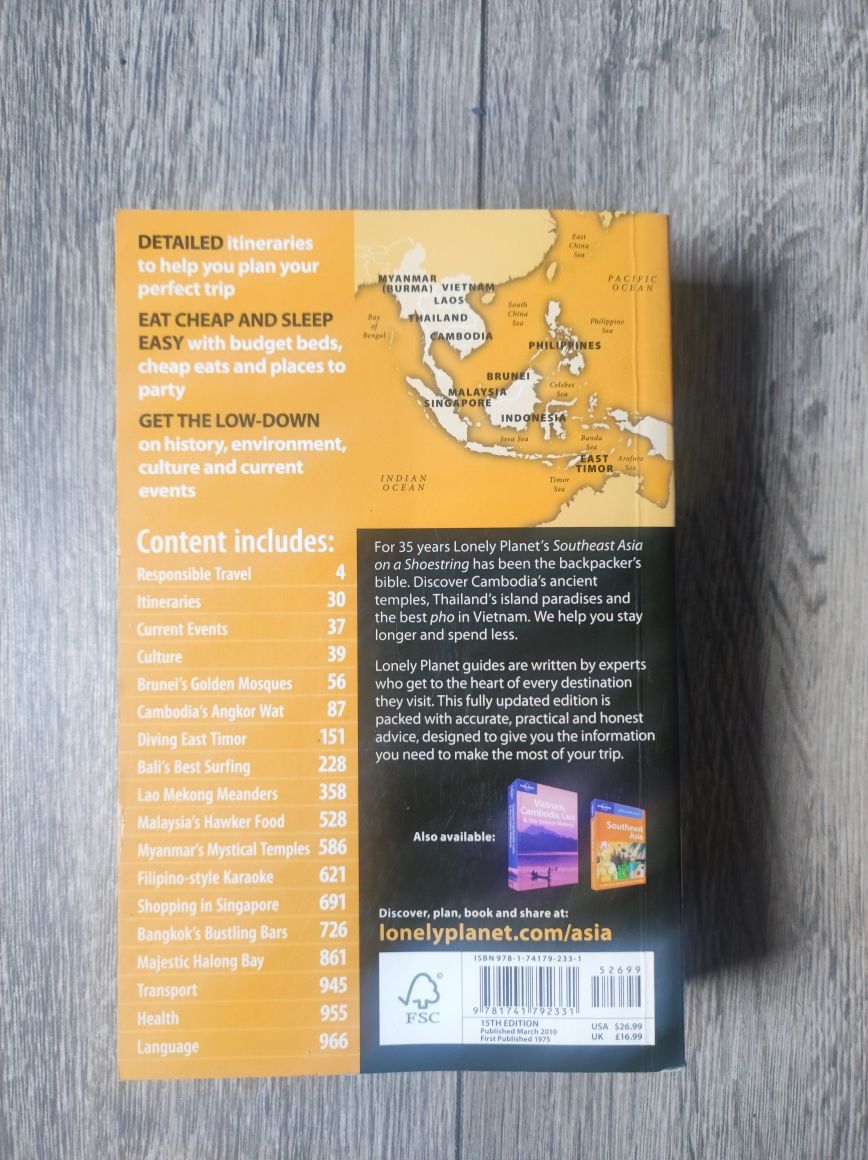 DETAILED itineraries
to help you plan your
perfect trip
EAT CHEAP AND SLEEP
EASY with budget beds,
cheap eats and places to
party
GET THE LOW-DOWN
on history, environment,
culture and current
events
East
China
Sea
PACIFIC
OCEAN
MYANMAR
(BURMA)
VIETNAM
LAOS
South
China
Sea
Bay
of
Bengal
THAILAND
Philippine
Sea
CAMBODIA
PHILIPPINES
BRUNEI
Celebes
Sea
MALAYSIA
SINGAPORE
INDONESIA
Java Sea
Banda
Sea
EAST
TIMOR
Arafura
Sea
Timor
Sea
INDIAN
OCEAN
Content includes:
Responsible Travel 4
Itineraries 30
Current Events 37
Culture 39
Brunei's Golden Mosques 56
Cambodia's Angkor Wat 87
Diving East Timor 151
Bali's Best Surfing 228
Lao Mekong Meanders 358
Malaysia's Hawker Food 528
Myanmar's Mystical Temples 586
Filipino-style Karaoke 621
Shopping in Singapore 691
Bangkok's Bustling Bars 726
Majestic Halong Bay 861
Transport 945
Health 955
Language 966
For 35 years Lonely Planet's Southeast Asia
on a Shoestring has been the backpacker's
bible. Discover Cambodia's ancient
temples, Thailand's island paradises and
the best pho in Vietnam. We help you stay
longer and spend less.
Lonely Planet guides are written by experts
who get to the heart of every destination
they visit. This fully updated edition is
packed with accurate, practical and honest
advice, designed to give you the information
you need to make the most of your trip.
Also available:
Vietnam,
Cambodia, Laos
& the Greater Mekong
Southeast
Asia
Discover, plan, book and share at:
lonelyplanet.com/asia
FSC
ISBN 978-1-74179-233-1
52699
9 781741 792331
15TH EDITION
Published March 2010
First Published 1975
USA $26.99
UK £16.99